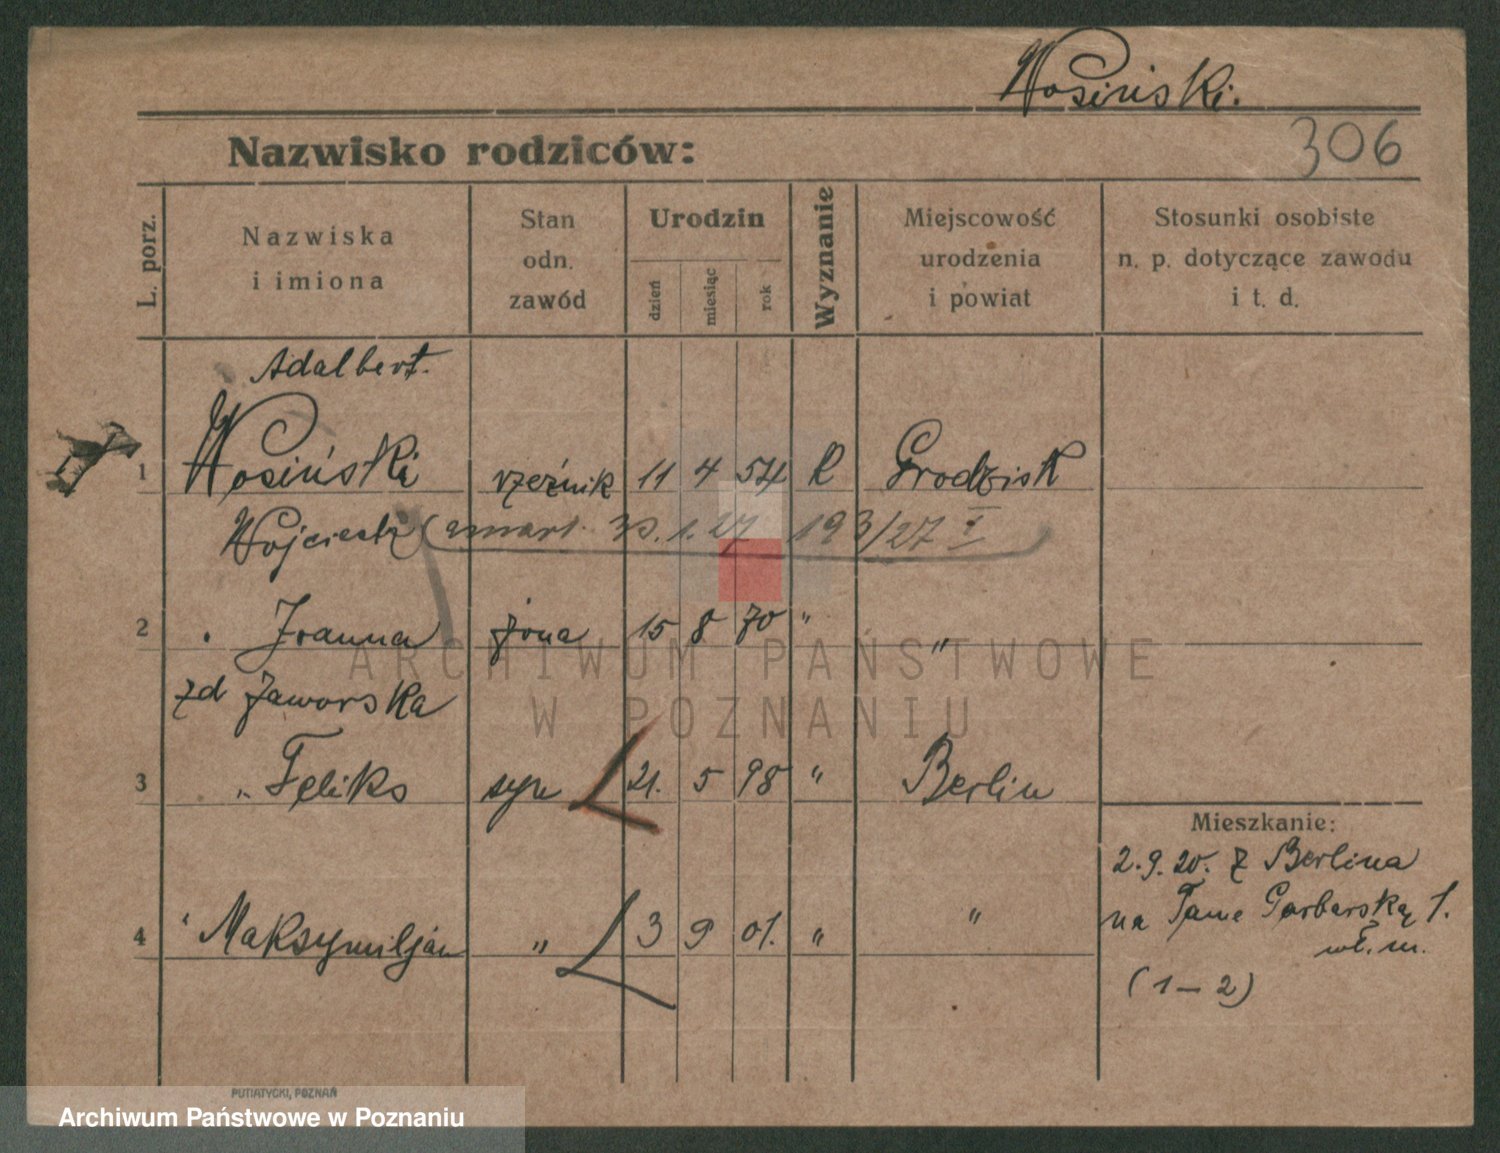 Wosiński.
Nazwisko rodziców:
306
L. porz.
Nazwiska
i imiona
Stan
odn.
zawód
Urodzin
dzień
miesiąc
rok
Wyznanie
Miejscowość
urodzenia
i powiat
Stosunki osobiste
n. p. dotyczące zawodu
i t. d.
Adalbert.
1 Wosiński rzeźnik 11 4 54 k Grodzisk
Wojciech (zmarł. 30.1.27 193/27 I)
2 " Joanna żona 15 8 70 " "
zd Jaworska
3 " Feliks syn 21. 5 98 " Berlin
Mieszkanie:
2.9.20. z Berlina
na Tamę Garbarską 1.
wł. m.
(1-2)
4 " Maksymiljan " 3 9 01. " "
PUTIATYCKI, POZNAŃ
ARCHIWUM PAŃSTWOWE
W POZNANIU
Archiwum Państwowe w Poznaniu